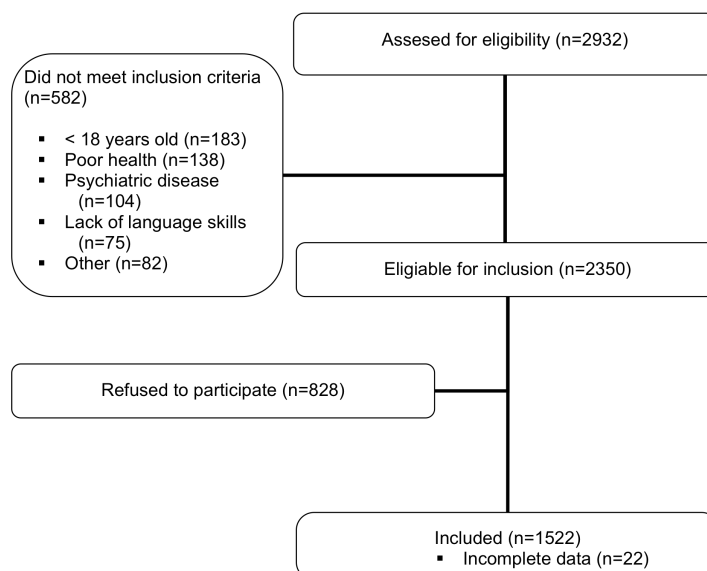 Assesed for eligibility (n=2932)
Did not meet inclusion criteria
(n=582)
▪ < 18 years old (n=183)
▪ Poor health (n=138)
▪ Psychiatric disease
(n=104)
▪ Lack of language skills
(n=75)
▪ Other (n=82)
Eligiable for inclusion (n=2350)
Refused to participate (n=828)
Included (n=1522)
▪ Incomplete data (n=22)